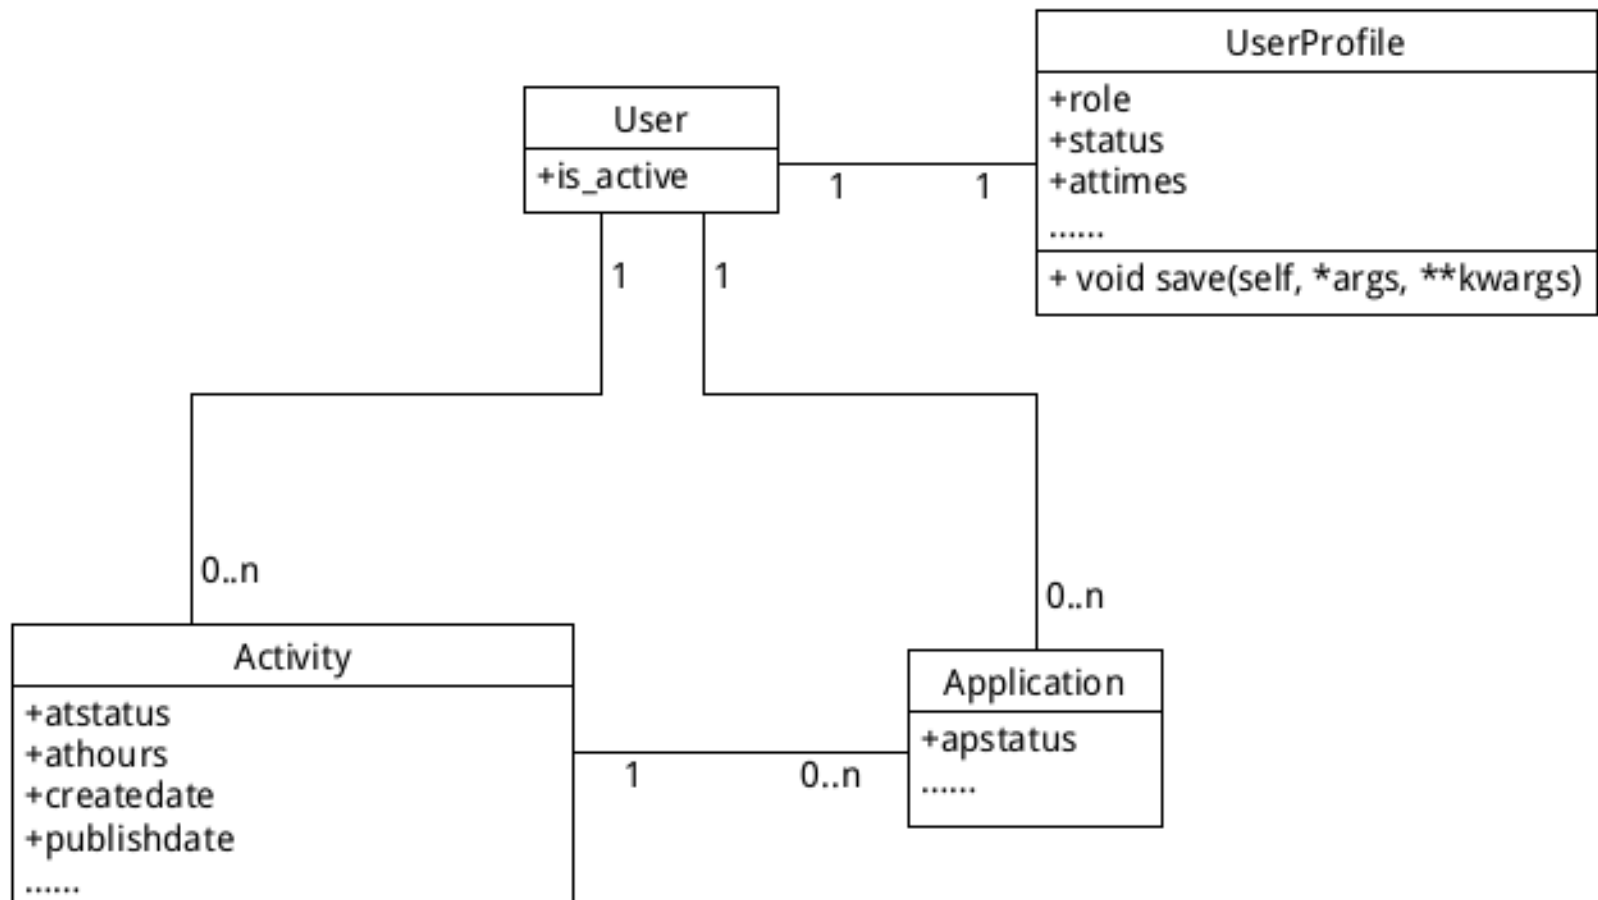 UserProfile
+role
+status
+attimes
......
+ void save(self, *args, **kwargs)
User
+is_active
1
1
1
1
0..n
0..n
Activity
+atstatus
+athours
+createdate
+publishdate
......
1
0..n
Application
+apstatus
......